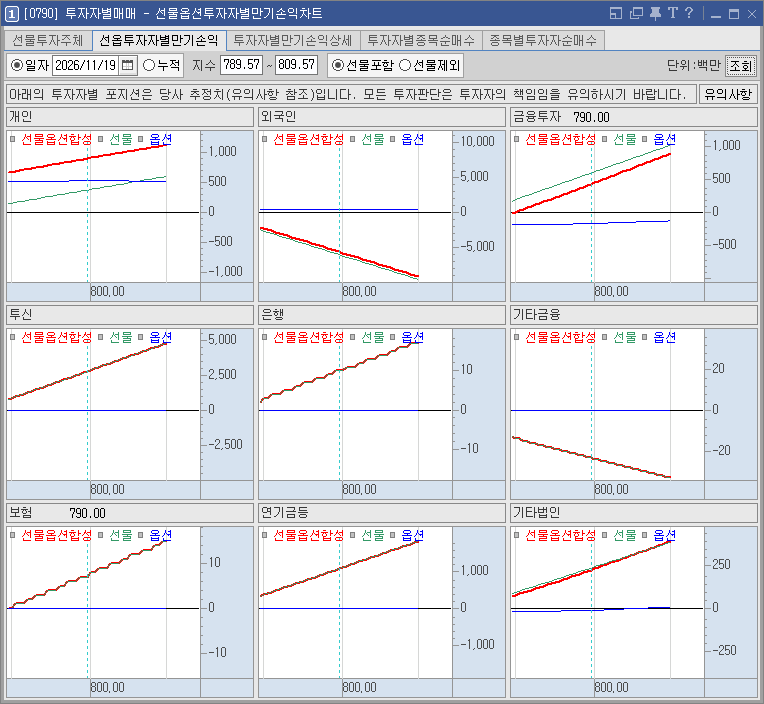 1 [0790] 투자자별매매 - 선물옵션투자자별만기손익차트 T ?
선물투자주체 선옵투자자별만기손익 투자자별만기손익상세 투자자별종목순매수 종목별투자자순매수
일자 2026/11/19 누적 지수 789.57 ~ 809.57 선물포함 선물제외 단위:백만 조회
아래의 투자자별 포지션은 당사 추정치(유의사항 참조)입니다. 모든 투자판단은 투자자의 책임임을 유의하시기 바랍니다. 유의사항
개인
선물옵션합성 선물 옵션
1,000
500
0
-500
-1,000
800.00
외국인
선물옵션합성 선물 옵션
10,000
5,000
0
-5,000
800.00
금융투자 790.00
선물옵션합성 선물 옵션
1,000
500
0
-500
800.00
투신
선물옵션합성 선물 옵션
5,000
2,500
0
-2,500
800.00
은행
선물옵션합성 선물 옵션
10
0
-10
800.00
기타금융
선물옵션합성 선물 옵션
20
0
-20
800.00
보험 790.00
선물옵션합성 선물 옵션
10
0
-10
800.00
연기금등
선물옵션합성 선물 옵션
1,000
0
-1,000
800.00
기타법인
선물옵션합성 선물 옵션
250
0
-250
800.00